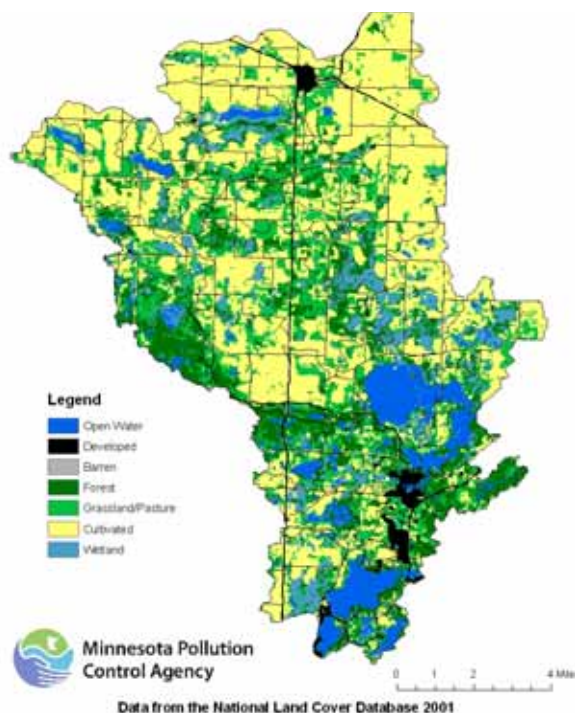 Legend
Open Water
Developed
Barren
Forest
Grassland/Pasture
Cultivated
Wetland
Minnesota Pollution
Control Agency
0 1 2 4 Mile
Data from the National Land Cover Database 2001